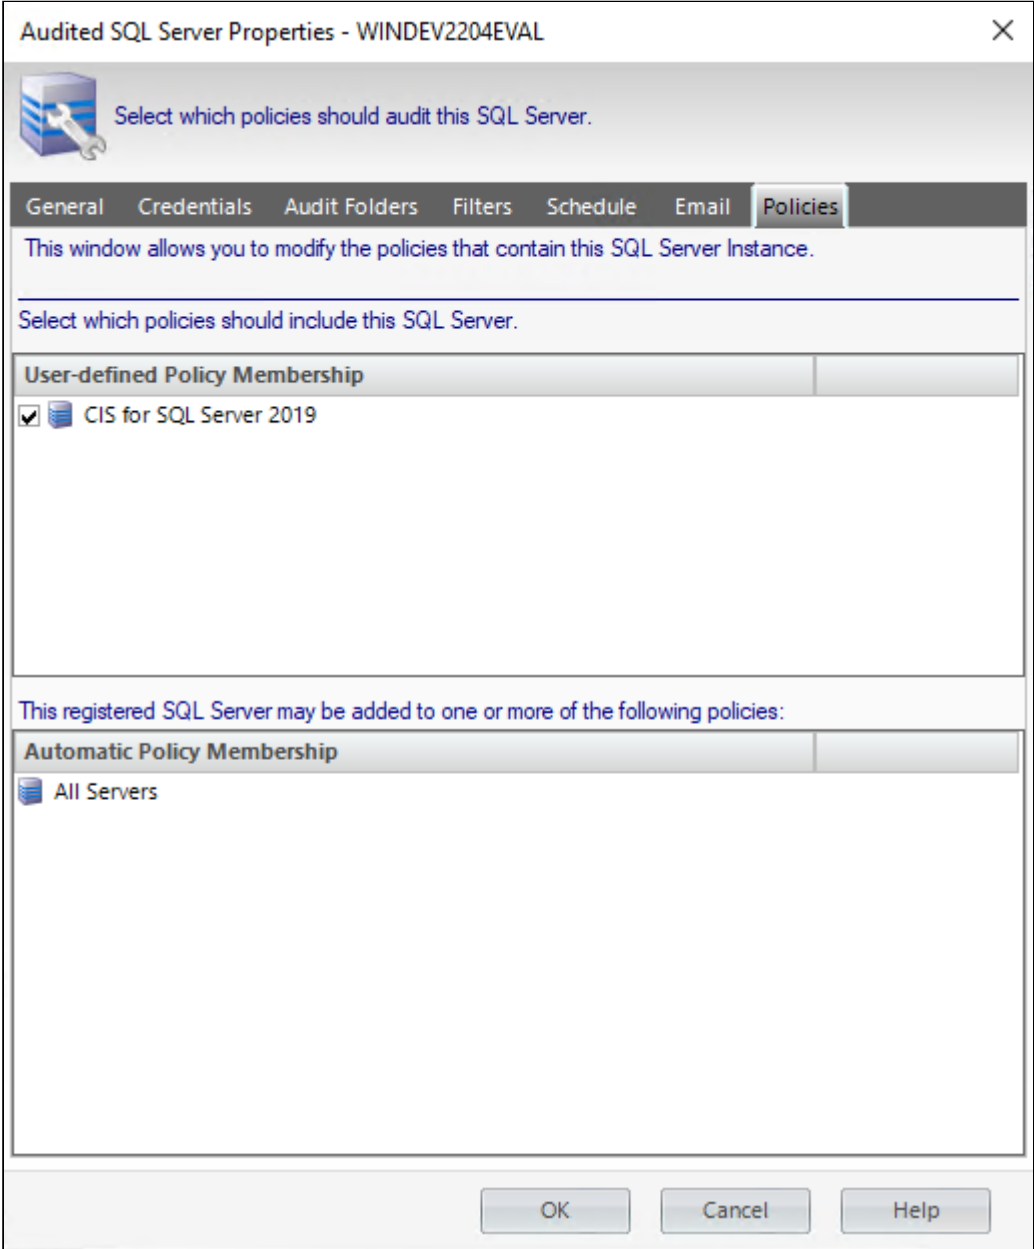 Audited SQL Server Properties - WINDEV2204EVAL
Select which policies should audit this SQL Server.
General Credentials Audit Folders Filters Schedule Email Policies
This window allows you to modify the policies that contain this SQL Server Instance.
Select which policies should include this SQL Server.
User-defined Policy Membership
CIS for SQL Server 2019
This registered SQL Server may be added to one or more of the following policies:
Automatic Policy Membership
All Servers
OK Cancel Help